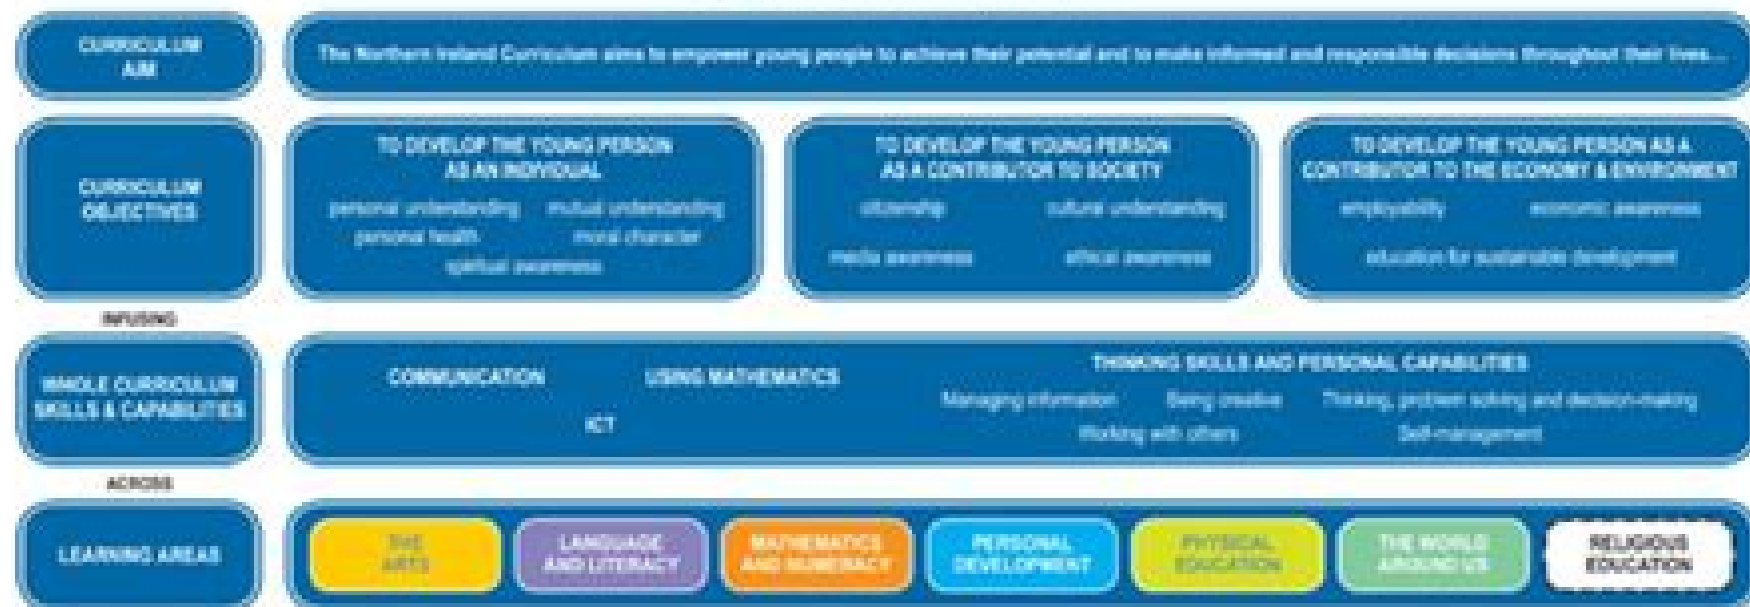 CURRICULUM
AIM
The Northern Ireland Curriculum aims to empower young people to achieve their potential and to make informed and responsible decisions throughout their lives...
CURRICULUM
OBJECTIVES
TO DEVELOP THE YOUNG PERSON
AS AN INDIVIDUAL
personal understanding mutual understanding
personal health moral character
spiritual awareness
TO DEVELOP THE YOUNG PERSON
AS A CONTRIBUTOR TO SOCIETY
citizenship cultural understanding
media awareness ethical awareness
TO DEVELOP THE YOUNG PERSON AS A
CONTRIBUTOR TO THE ECONOMY & ENVIRONMENT
employability economic awareness
education for sustainable development
INFUSING
WHOLE CURRICULUM
SKILLS & CAPABILITIES
COMMUNICATION USING MATHEMATICS
ICT
THINKING SKILLS AND PERSONAL CAPABILITIES
Managing information Being creative Thinking, problem solving and decision-making
Working with others Self-management
ACROSS
LEARNING AREAS
THE
ARTS
LANGUAGE
AND LITERACY
MATHEMATICS
AND NUMERACY
PERSONAL
DEVELOPMENT
PHYSICAL
EDUCATION
THE WORLD
AROUND US
RELIGIOUS
EDUCATION